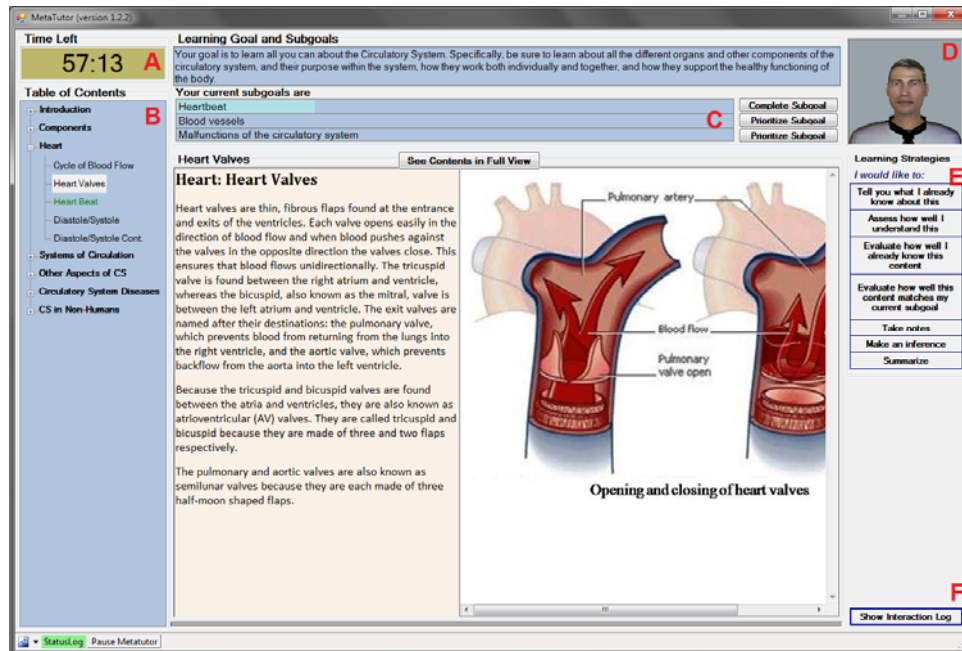 MetaTutor (version 1.2.2)
Time Left
57:13
A
Table of Contents
B
Introduction
Components
Heart
Cycle of Blood Flow
Heart Valves
Heart Beat
Diastole/Systole
Diastole/Systole Cont.
Systems of Circulation
Other Aspects of CS
Circulatory System Diseases
CS in Non-Humans
Learning Goal and Subgoals
Your goal is to learn all you can about the Circulatory System. Specifically, be sure to learn about all the different organs and other components of the
circulatory system, and their purpose within the system, how they work both individually and together, and how they support the healthy functioning of
the body.
Your current subgoals are
Heartbeat
Complete Subgoal
Blood vessels
C
Prioritize Subgoal
Malfunctions of the circulatory system
Prioritize Subgoal
Heart Valves
See Contents in Full View
Heart: Heart Valves
Heart valves are thin, fibrous flaps found at the entrance
and exits of the ventricles. Each valve opens easily in the
direction of blood flow and when blood pushes against
the valves in the opposite direction the valves close. This
ensures that blood flows unidirectionally. The tricuspid
valve is found between the right atrium and ventricle,
whereas the bicuspid, also known as the mitral, valve is
between the left atrium and ventricle. The exit valves are
named after their destinations: the pulmonary valve,
which prevents blood from returning from the lungs into
the right ventricle, and the aortic valve, which prevents
backflow from the aorta into the left ventricle.
Because the tricuspid and bicuspid valves are found
between the atria and ventricles, they are also known as
atrioventricular (AV) valves. They are called tricuspid and
bicuspid because they are made of three and two flaps
respectively.
The pulmonary and aortic valves are also known as
semilunar valves because they are each made of three
half-moon shaped flaps.
Pulmonary artery
Blood flow
Pulmonary
valve open
Opening and closing of heart valves
D
Learning Strategies
E
I would like to:
Tell you what I already
know about this
Assess how well I
understand this
Evaluate how well I
already know this
content
Evaluate how well this
content matches my
current subgoal
Take notes
Make an inference
Summarize
F
Show Interaction Log
StatusLog
Pause Metatutor